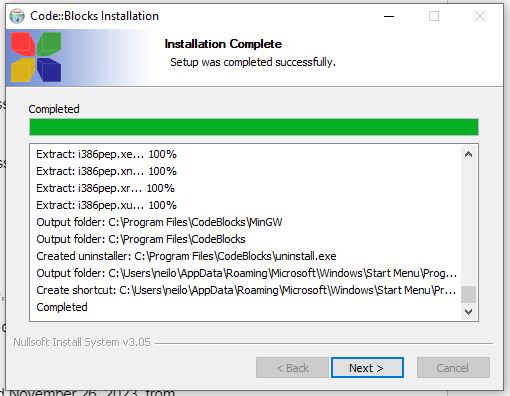 Code::Blocks Installation
Installation Complete
Setup was completed successfully.
Completed
Extract: i386pep.xe... 100%
Extract: i386pep.xn... 100%
Extract: i386pep.xr... 100%
Extract: i386pep.xu... 100%
Output folder: C:\Program Files\CodeBlocks\MinGW
Output folder: C:\Program Files\CodeBlocks
Created uninstaller: C:\Program Files\CodeBlocks\uninstall.exe
Output folder: C:\Users\neilo\AppData\Roaming\Microsoft\Windows\Start Menu\Prog...
Create shortcut: C:\Users\neilo\AppData\Roaming\Microsoft\Windows\Start Menu\Pr...
Completed
Nullsoft Install System v3.05
< Back
Next >
Cancel
November 26, 2023, from